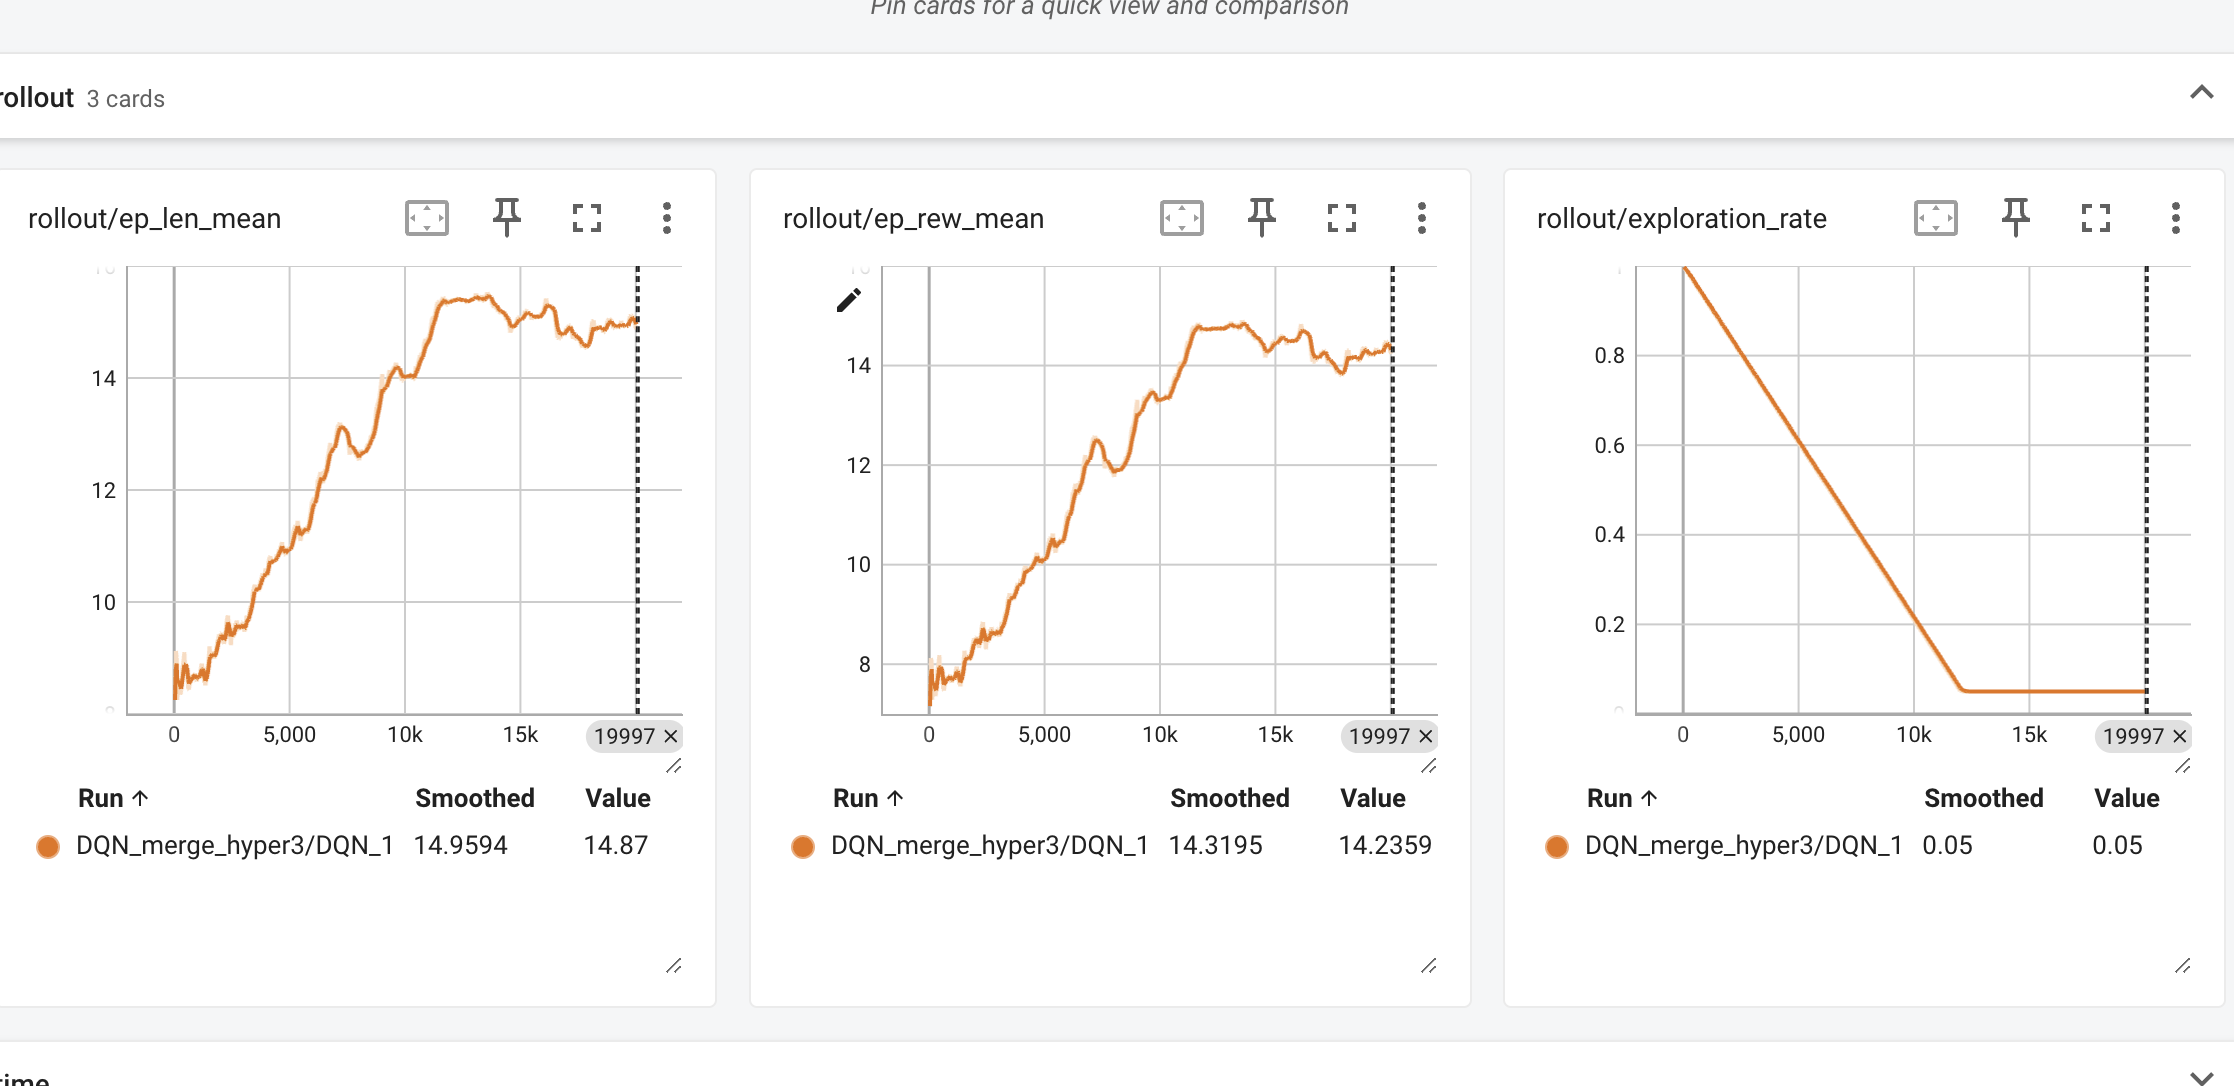 Pin cards for a quick view and comparison
rollout 3 cards
rollout/ep_len_mean
14
12
10
0 5,000 10k 15k 19997 ×
Run ↑ Smoothed Value
DQN_merge_hyper3/DQN_1 14.9594 14.87
rollout/ep_rew_mean
14
12
10
8
0 5,000 10k 15k 19997 ×
Run ↑ Smoothed Value
DQN_merge_hyper3/DQN_1 14.3195 14.2359
rollout/exploration_rate
0.8
0.6
0.4
0.2
0 5,000 10k 15k 19997 ×
Run ↑ Smoothed Value
DQN_merge_hyper3/DQN_1 0.05 0.05
time